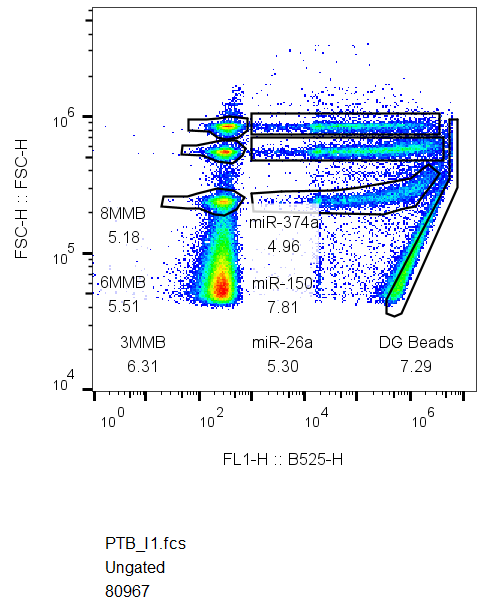 FSC-H :: FSC-H
10^6
10^5
10^4
8MMB
5.18
6MMB
5.51
3MMB
6.31
miR-374a
4.96
miR-150
7.81
miR-26a
5.30
DG Beads
7.29
10^0 10^2 10^4 10^6
FL1-H :: B525-H
PTB_I1.fcs
Ungated
80967